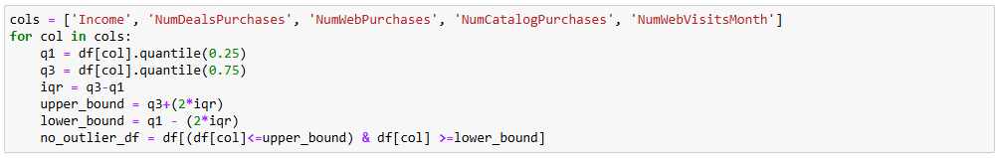 cols = ['Income', 'NumDealsPurchases', 'NumWebPurchases', 'NumCatalogPurchases', 'NumWebVisitsMonth']
for col in cols:
    q1 = df[col].quantile(0.25)
    q3 = df[col].quantile(0.75)
    iqr = q3-q1
    upper_bound = q3+(2*iqr)
    lower_bound = q1 - (2*iqr)
    no_outlier_df = df[(df[col]<=upper_bound) & df[col] >=lower_bound]